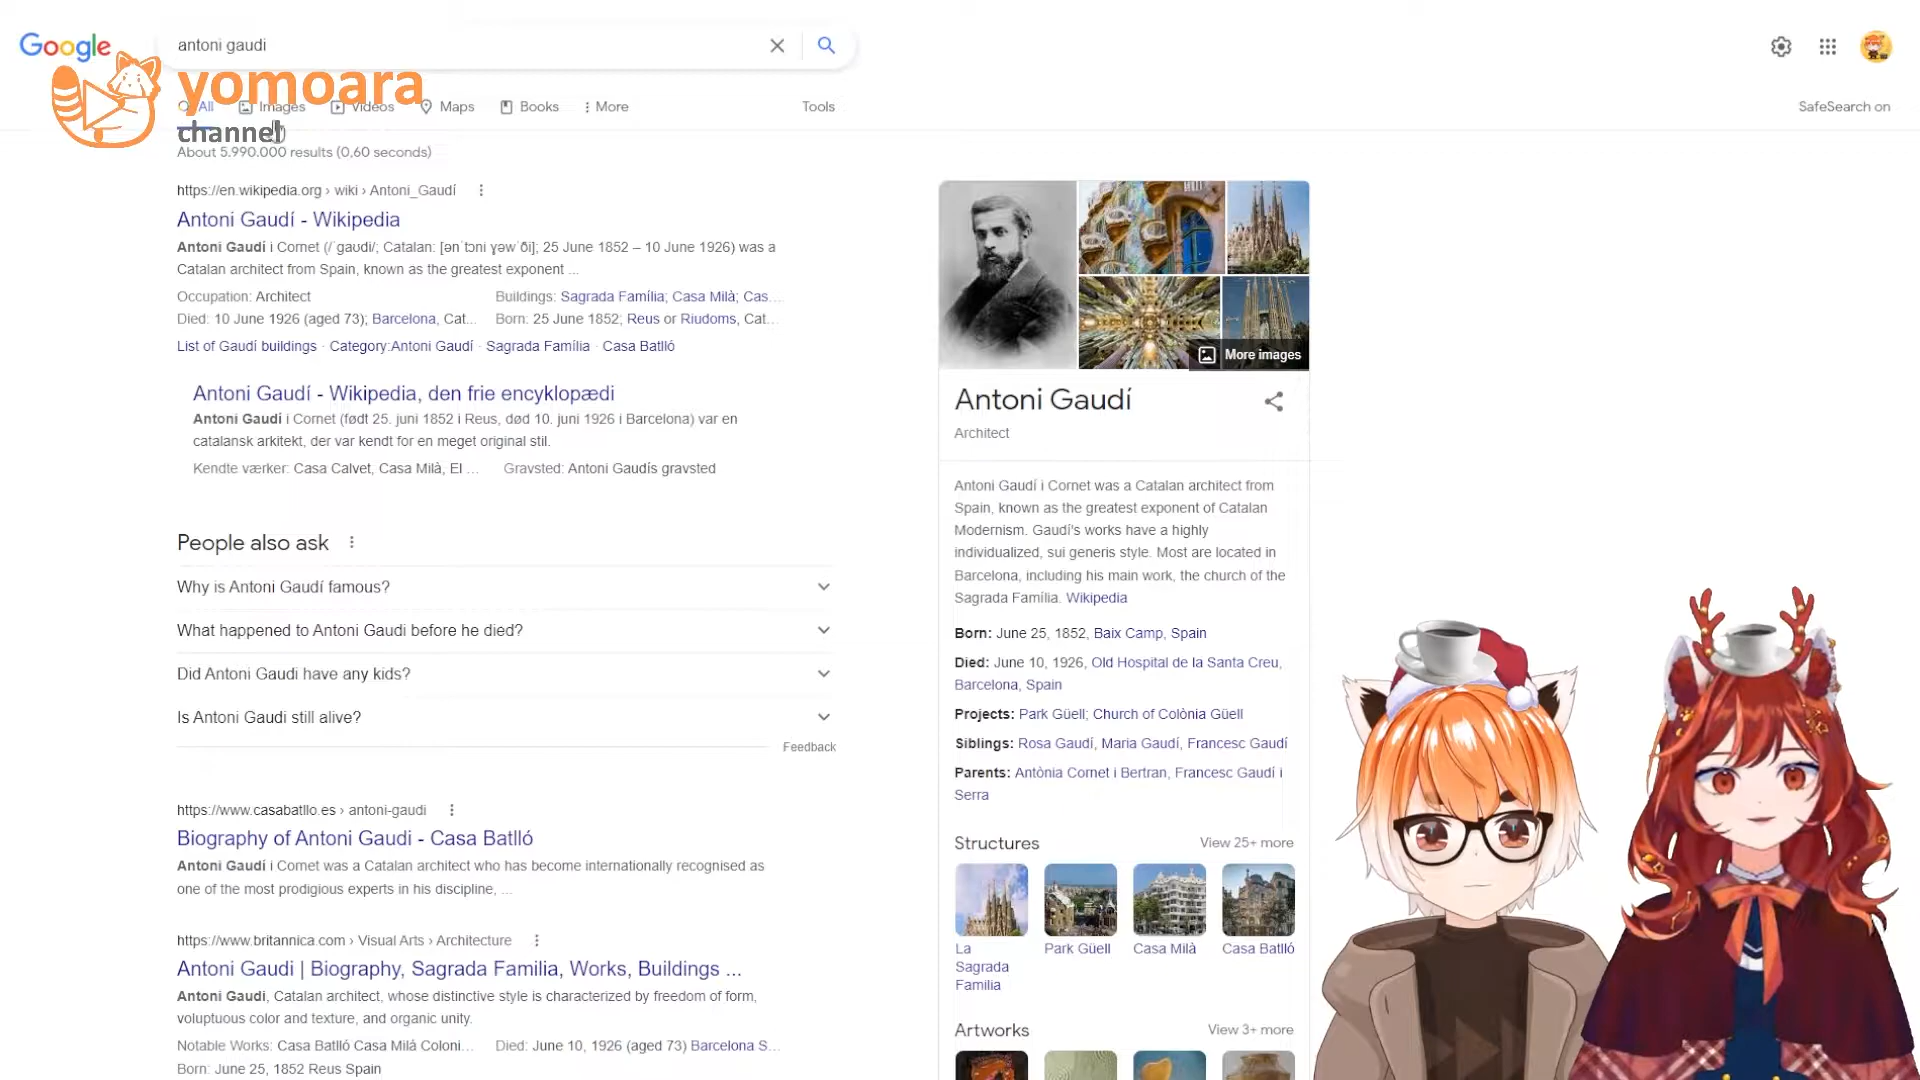 Google
antoni gaudi
yomoara
channel
All
Images
Videos
Maps
Books
More
Tools
SafeSearch on
About 5.990.000 results (0,60 seconds)
https://en.wikipedia.org › wiki › Antoni_Gaudí
Antoni Gaudí - Wikipedia
Antoni Gaudí i Cornet (/ˈɡaʊdi/; Catalan: [ənˈtɔni ɣəwˈði]; 25 June 1852 – 10 June 1926) was a
Catalan architect from Spain, known as the greatest exponent ...
Occupation: Architect
Buildings: Sagrada Família; Casa Milà; Cas...
Died: 10 June 1926 (aged 73); Barcelona, Cat...
Born: 25 June 1852; Reus or Riudoms, Cat...
List of Gaudí buildings · Category:Antoni Gaudí · Sagrada Família · Casa Batlló
Antoni Gaudí - Wikipedia, den frie encyklopædi
Antoni Gaudí i Cornet (født 25. juni 1852 i Reus, død 10. juni 1926 i Barcelona) var en
catalansk arkitekt, der var kendt for en meget original stil.
Kendte værker: Casa Calvet, Casa Milà, El ...
Gravsted: Antoni Gaudís gravsted
People also ask
Why is Antoni Gaudí famous?
What happened to Antoni Gaudi before he died?
Did Antoni Gaudi have any kids?
Is Antoni Gaudi still alive?
Feedback
https://www.casabatllo.es › antoni-gaudi
Biography of Antoni Gaudi - Casa Batlló
Antoni Gaudí i Cornet was a Catalan architect who has become internationally recognised as
one of the most prodigious experts in his discipline, ...
https://www.britannica.com › Visual Arts › Architecture
Antoni Gaudi | Biography, Sagrada Familia, Works, Buildings ...
Antoni Gaudi, Catalan architect, whose distinctive style is characterized by freedom of form,
voluptuous color and texture, and organic unity.
Notable Works: Casa Batlló Casa Milá Coloni...
Died: June 10, 1926 (aged 73) Barcelona S...
Born: June 25, 1852 Reus Spain
More images
Antoni Gaudí
Architect
Antoni Gaudí i Cornet was a Catalan architect from
Spain, known as the greatest exponent of Catalan
Modernism. Gaudí's works have a highly
individualized, sui generis style. Most are located in
Barcelona, including his main work, the church of the
Sagrada Família. Wikipedia
Born: June 25, 1852, Baix Camp, Spain
Died: June 10, 1926, Old Hospital de la Santa Creu,
Barcelona, Spain
Projects: Park Güell; Church of Colònia Güell
Siblings: Rosa Gaudí, Maria Gaudí, Francesc Gaudí
Parents: Antònia Cornet i Bertran, Francesc Gaudí i
Serra
Structures
View 25+ more
La
Sagrada
Familia
Park Güell
Casa Milà
Casa Batlló
Artworks
View 3+ more